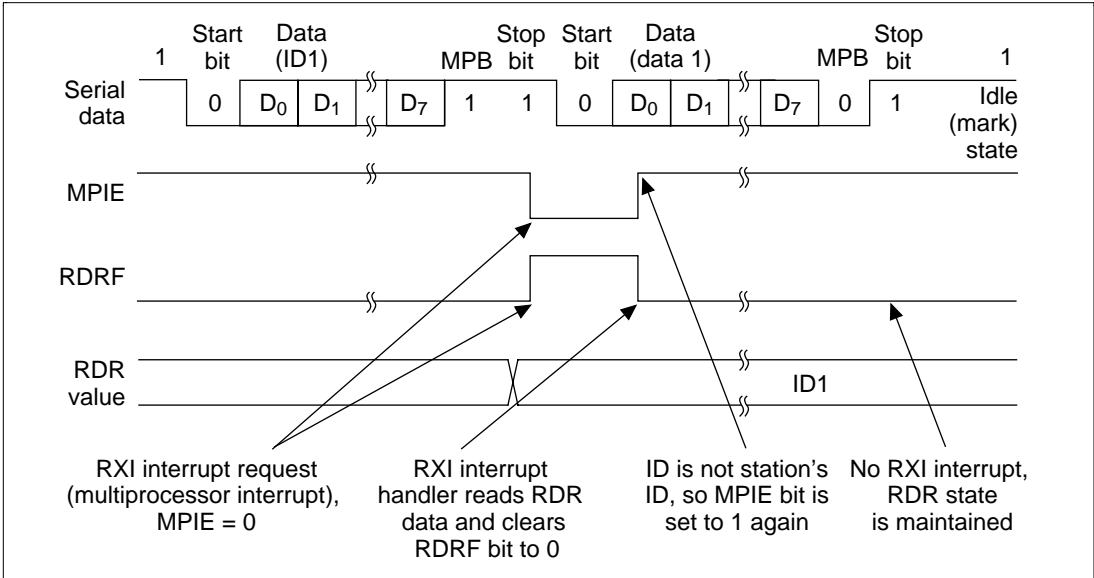 1 Start bit Data (ID1) MPB Stop bit Start bit Data (data 1) MPB Stop bit 1
Serial data 0 D0 D1 D7 1 1 0 D0 D1 D7 0 1 Idle (mark) state
MPIE
RDRF
RDR value ID1
RXI interrupt request
(multiprocessor interrupt),
MPIE = 0
RXI interrupt
handler reads RDR
data and clears
RDRF bit to 0
ID is not station's
ID, so MPIE bit is
set to 1 again
No RXI interrupt,
RDR state
is maintained